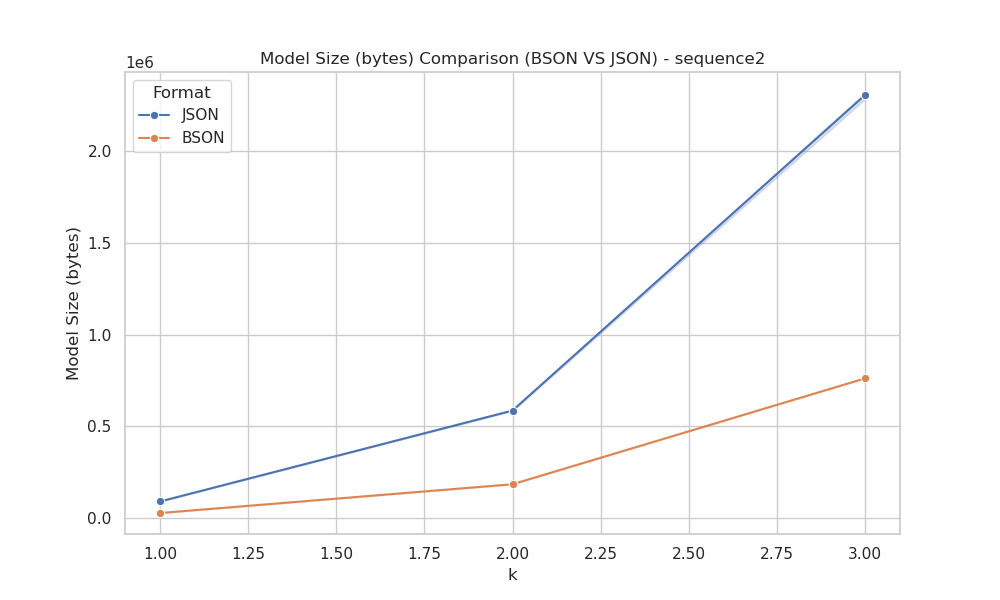 Model Size (bytes) Comparison (BSON VS JSON) - sequence2
1e6
Format
JSON
BSON
2.0
1.5
1.0
0.5
0.0
Model Size (bytes)
1.00 1.25 1.50 1.75 2.00 2.25 2.50 2.75 3.00
k